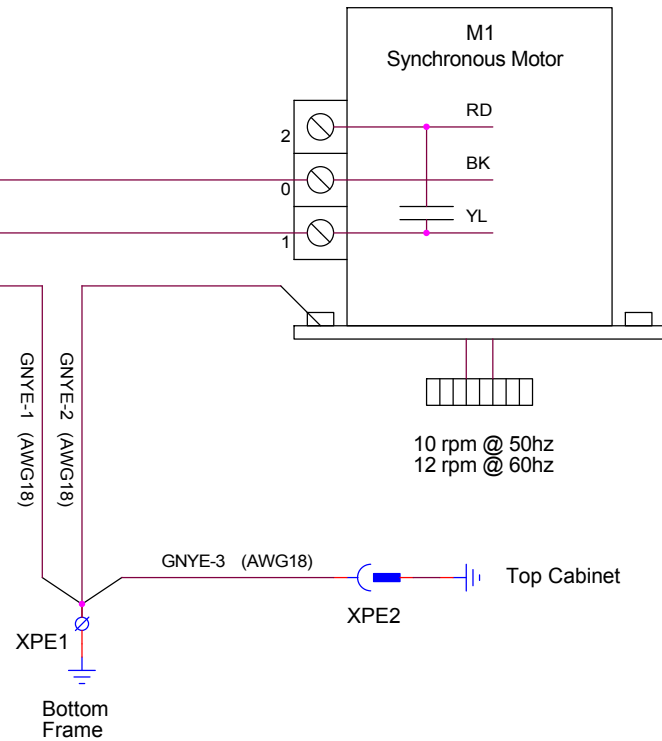 M1
Synchronous Motor
RD
2
BK
0
YL
1
GNYE-1 (AWG18)
GNYE-2 (AWG18)
10 rpm @ 50hz
12 rpm @ 60hz
GNYE-3 (AWG18)
Top Cabinet
XPE2
XPE1
Bottom
Frame